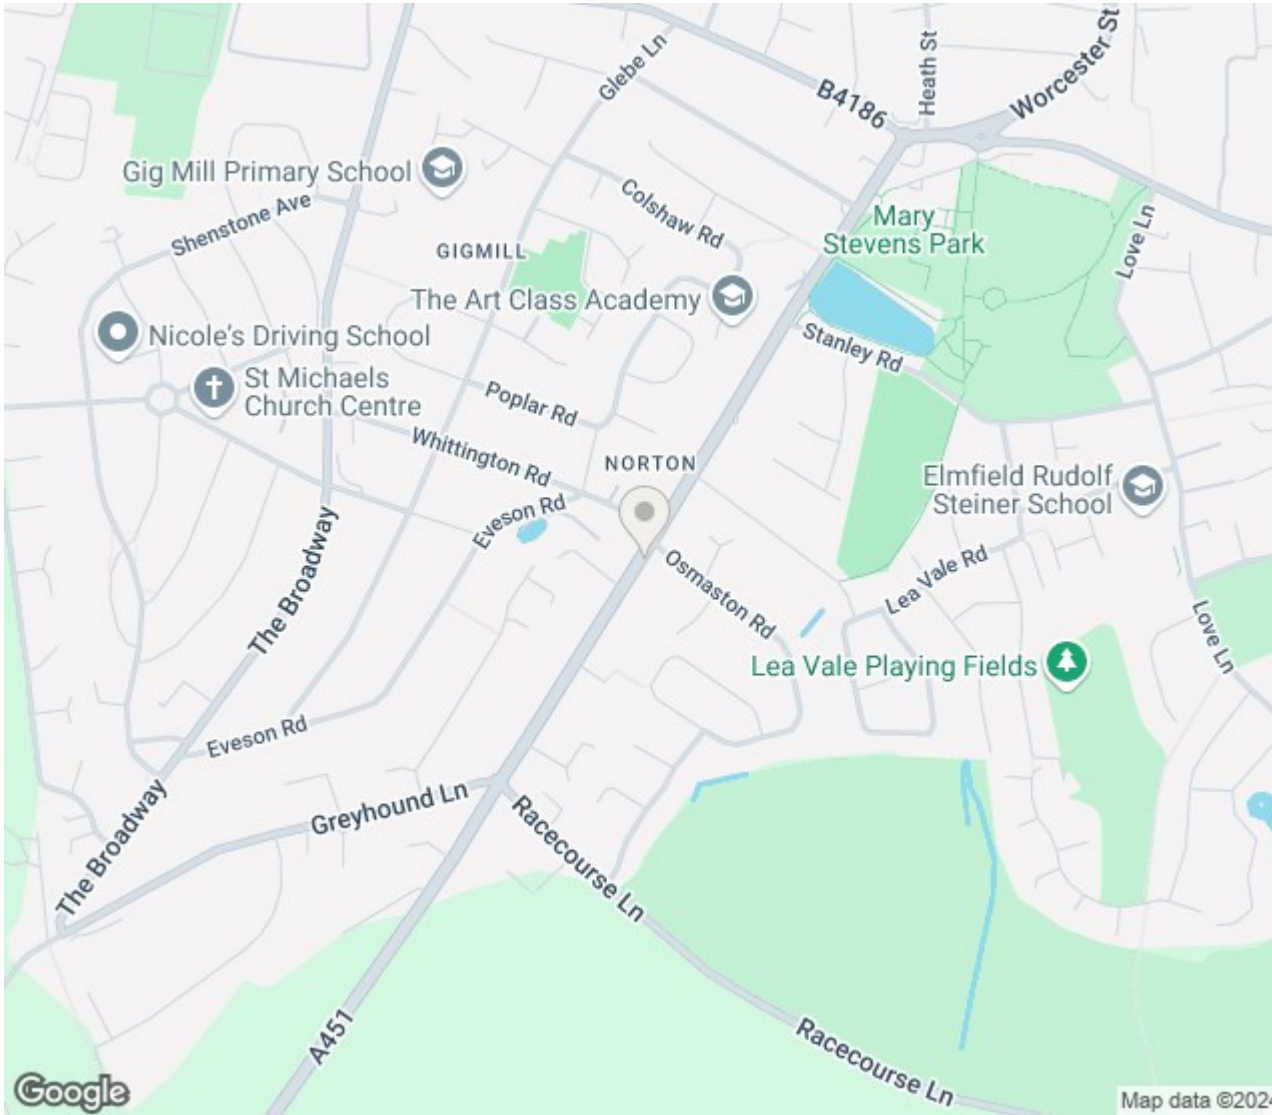 Glebe Ln
B4186
Heath St
Worcester St
Gig Mill Primary School
Colshaw Rd
Shenstone Ave
Mary
Stevens Park
Love Ln
GIGMILL
The Art Class Academy
Nicole's Driving School
Stanley Rd
St Michaels
Church Centre
Poplar Rd
Whittington Rd
NORTON
Elmfield Rudolf
Steiner School
Eveson Rd
The Broadway
Osmaston Rd
Lea Vale Rd
Love Ln
Lea Vale Playing Fields
Eveson Rd
Greyhound Ln
The Broadway
Racecourse Ln
A451
Racecourse Ln
Google
Map data ©2024